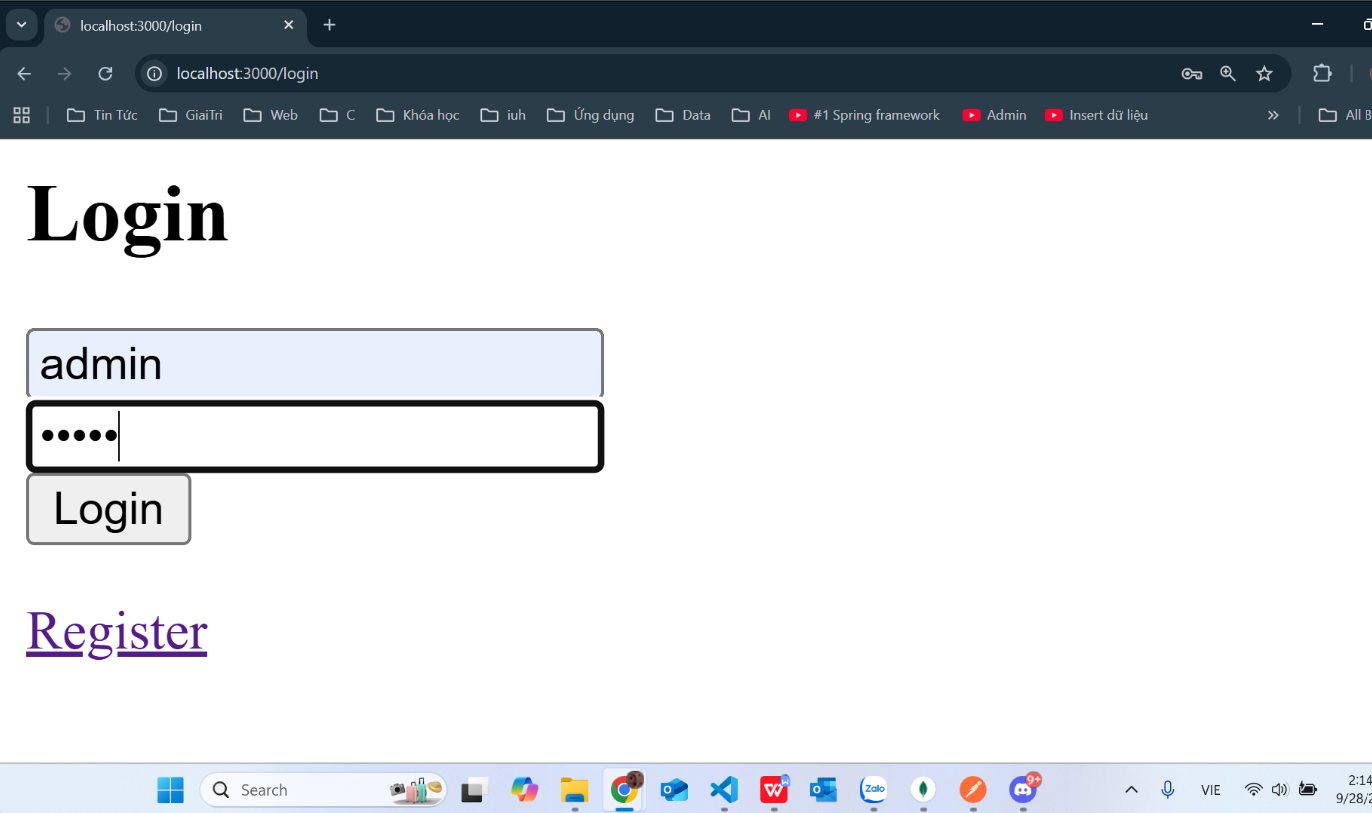 localhost:3000/login
localhost:3000/login
Tin Tức GiaiTri Web C Khóa học iuh Ứng dụng Data AI #1 Spring framework Admin Insert dữ liệu » All B
Login
admin
•••••
Login
Register
Search Zalo 9+ VIE 2:14
9/28/2